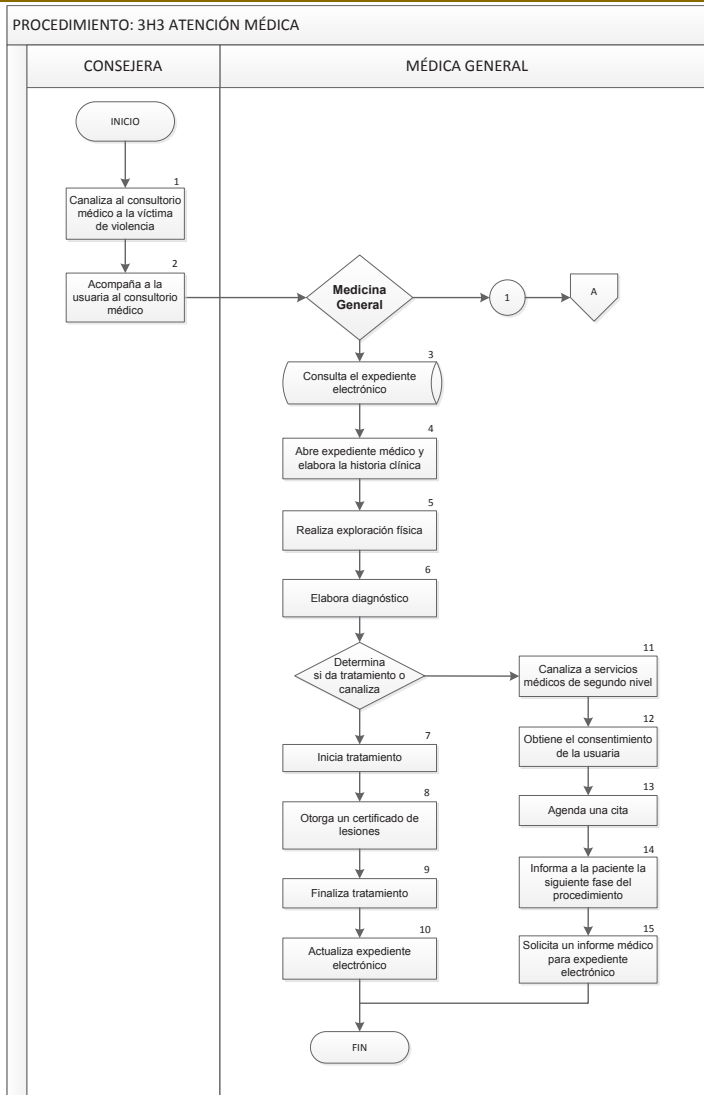 PROCEDIMIENTO: 3H3 ATENCIÓN MÉDICA
CONSEJERA
MÉDICA GENERAL
INICIO
1
Canaliza al consultorio
médico a la víctima
de violencia
2
Acompaña a la
usuaria al consultorio
médico
Medicina
General
1
A
3
Consulta el expediente
electrónico
4
Abre expediente médico y
elabora la historia clínica
5
Realiza exploración física
6
Elabora diagnóstico
Determina
si da tratamiento o
canaliza
7
Inicia tratamiento
8
Otorga un certificado de
lesiones
9
Finaliza tratamiento
10
Actualiza expediente
electrónico
11
Canaliza a servicios
médicos de segundo nivel
12
Obtiene el consentimiento
de la usuaria
13
Agenda una cita
14
Informa a la paciente la
siguiente fase del
procedimiento
15
Solicita un informe médico
para expediente
electrónico
FIN